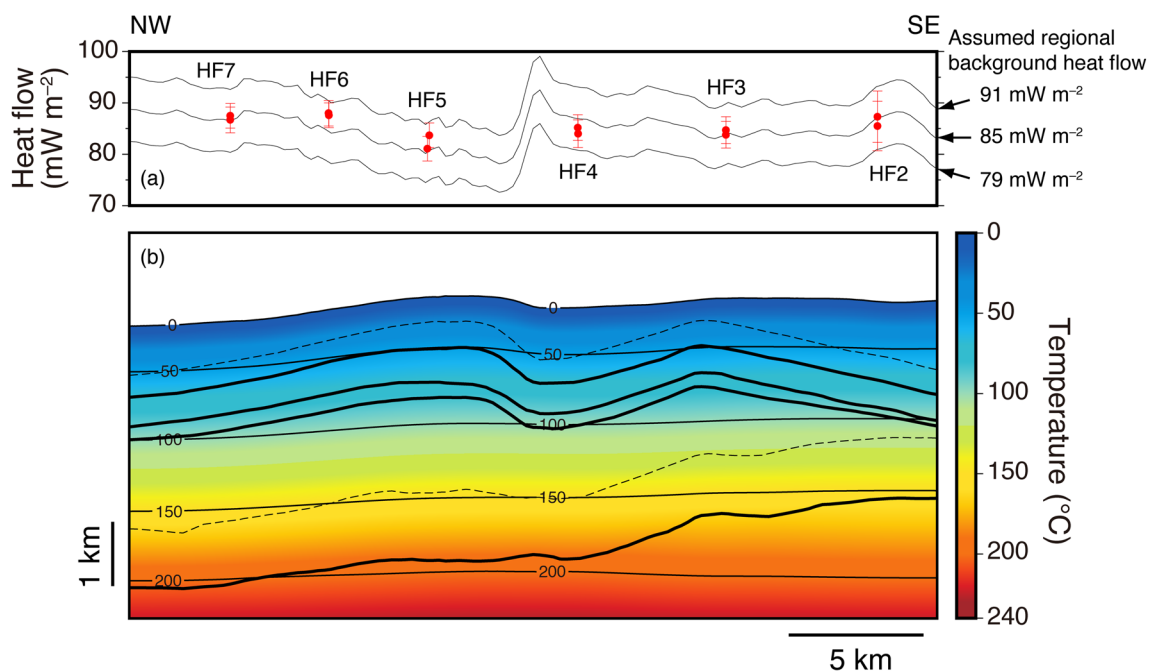 NW
SE
Assumed regional
background heat flow
Heat flow
(mW m⁻²)
100
90
80
70
HF7
HF6
HF5
HF4
HF3
HF2
91 mW m⁻²
85 mW m⁻²
79 mW m⁻²
(a)
(b)
0
0
50
50
100
100
150
150
200
200
1 km
5 km
0
50
100
150
200
240
Temperature (°C)